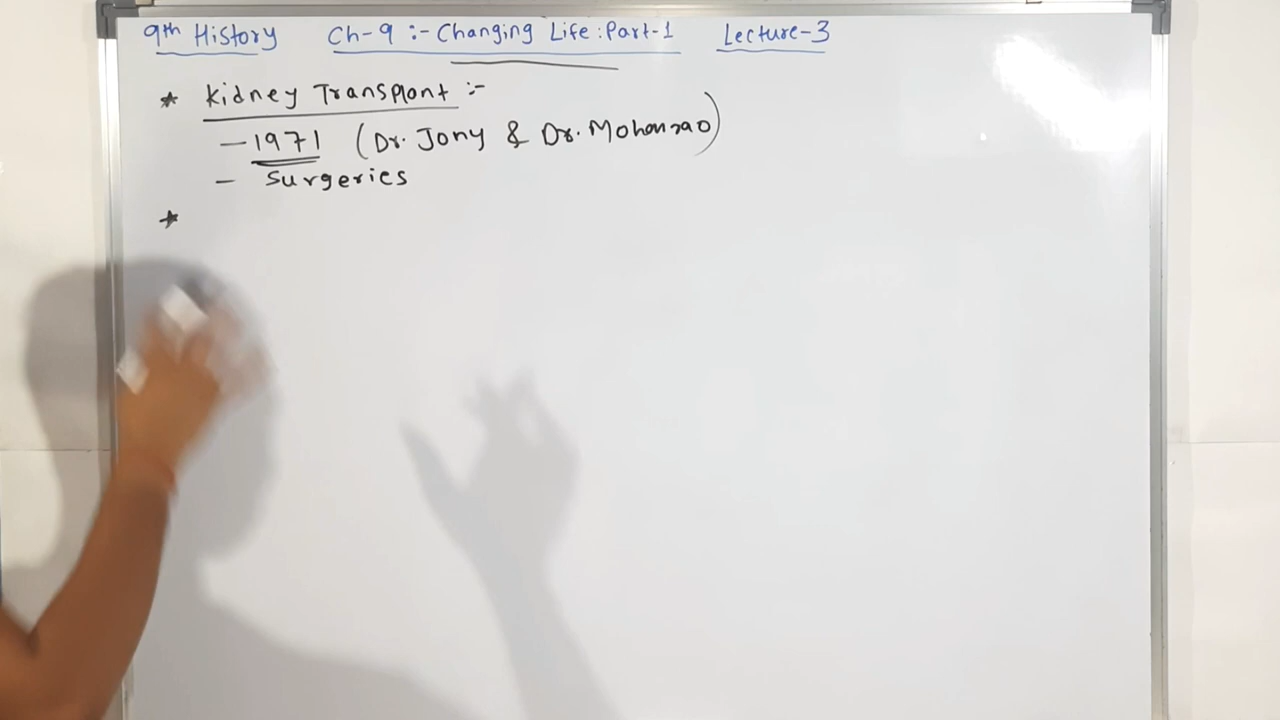 9th History Ch-9 :- Changing Life : Part-1 Lecture-3
* Kidney Transplant :-
- 1971 (Dr. Jony & Dr. Mohanrao)
- Surgeries
*